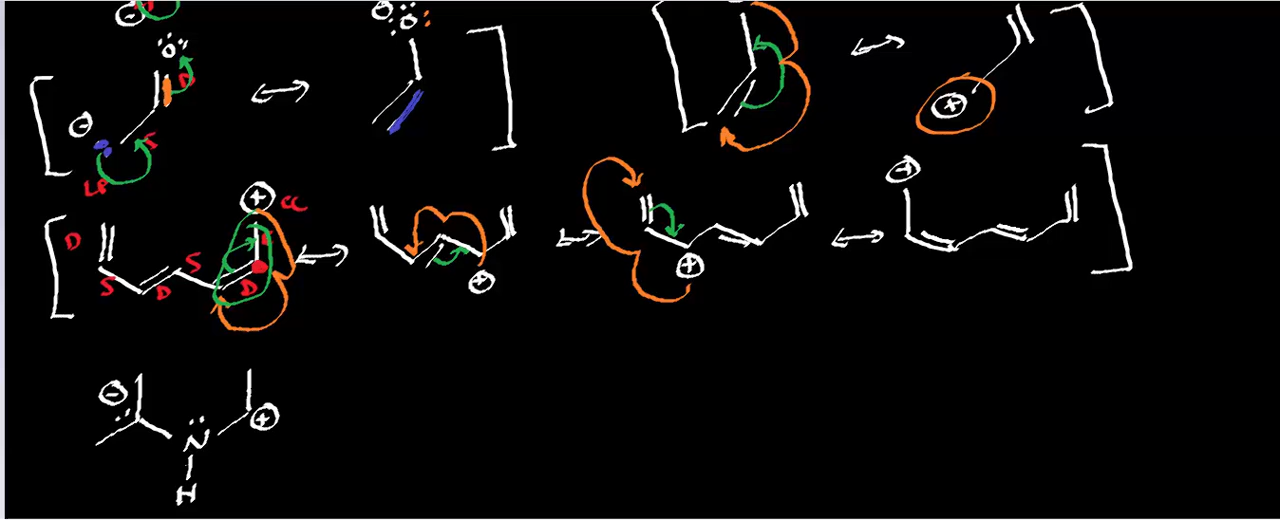 ⊖
:Ö :Ö:
⊖ D S LP ⊕
D S D S D ⊕ CC ⊕ ⊕ ⊕
⊖ :
N̈ ⊕
H